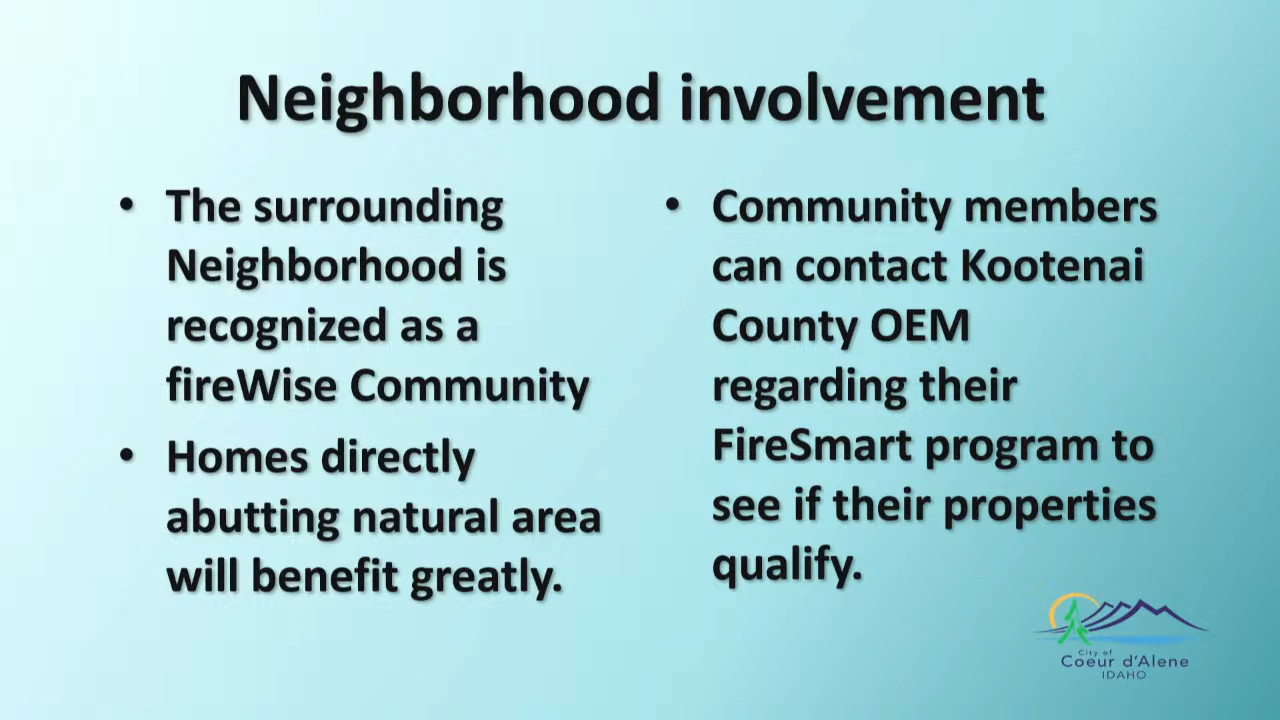 Neighborhood involvement
• The surrounding
Neighborhood is
recognized as a
fireWise Community
• Homes directly
abutting natural area
will benefit greatly.
• Community members
can contact Kootenai
County OEM
regarding their
FireSmart program to
see if their properties
qualify.
City of
Coeur d'Alene
IDAHO